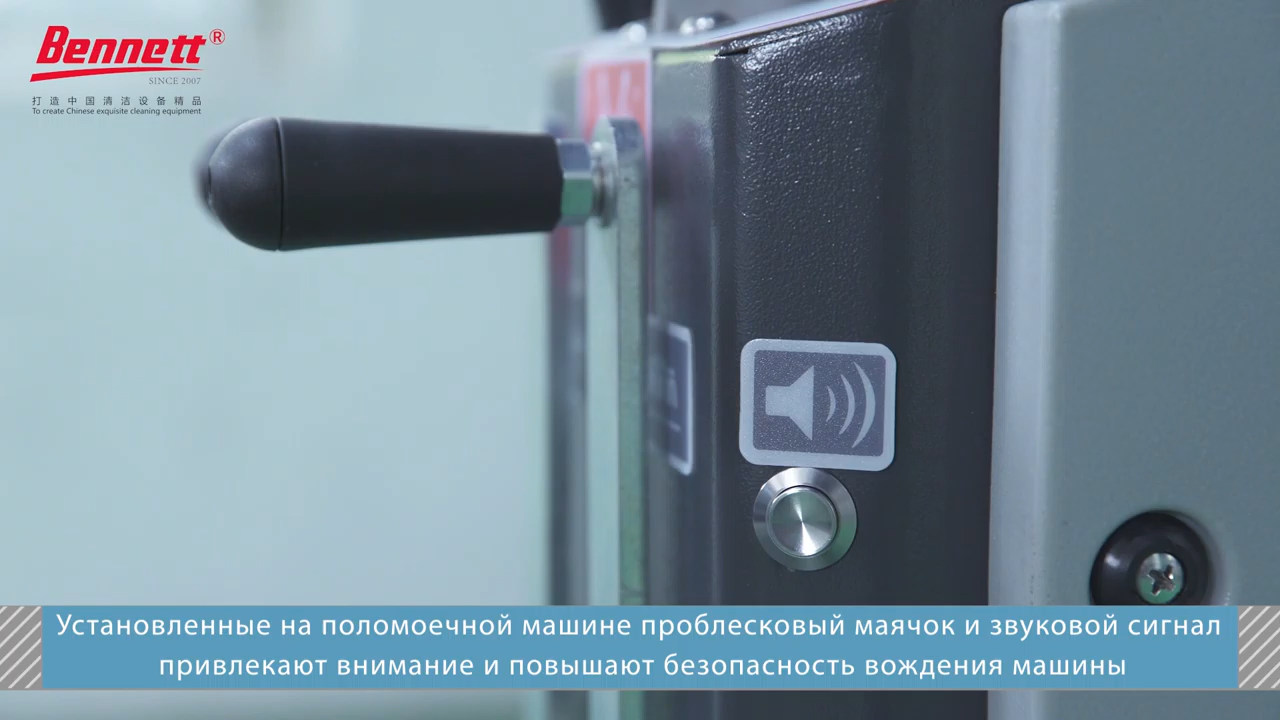 Bennett®
SINCE 2007
打造中国清洁设备精品
To create Chinese exquisite cleaning equipment
Установленные на поломоечной машине проблесковый маячок и звуковой сигнал
привлекают внимание и повышают безопасность вождения машины